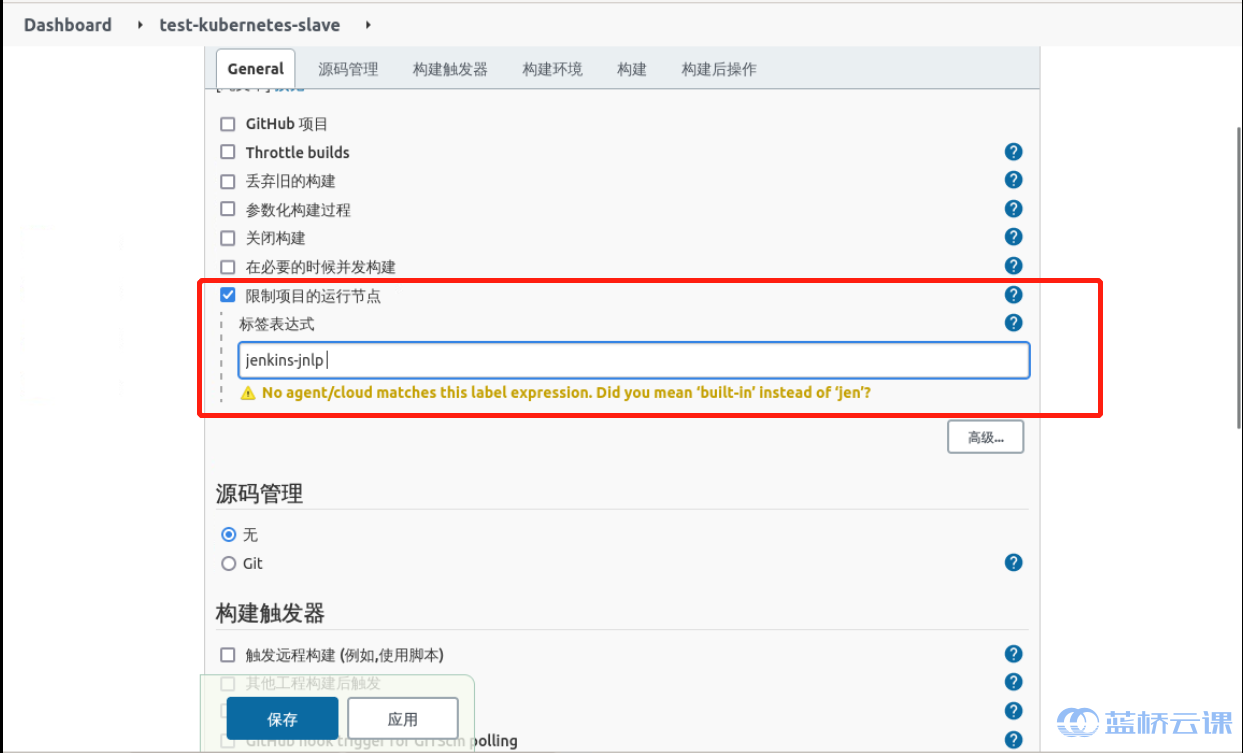 Dashboard test-kubernetes-slave
General 源码管理 构建触发器 构建环境 构建 构建后操作
GitHub 项目
Throttle builds
丢弃旧的构建
参数化构建过程
关闭构建
在必要的时候并发构建
限制项目的运行节点
标签表达式
jenkins-jnlp
No agent/cloud matches this label expression. Did you mean ‘built-in’ instead of ‘jen’?
高级...
源码管理
无
Git
构建触发器
触发远程构建 (例如,使用脚本)
其他工程构建后触发
保存 应用
GitHub hook trigger for GITScm polling
蓝桥云课